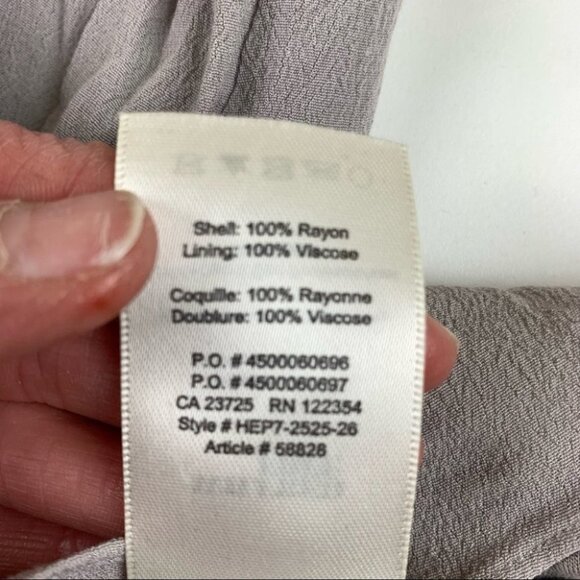 Shell: 100% Rayon
Lining: 100% Viscose
Coquille: 100% Rayonne
Doublure: 100% Viscose
P.O. # 4500060696
P.O. # 4500060697
CA 23725 RN 122354
Style # HEP7-2525-26
Article # 58828